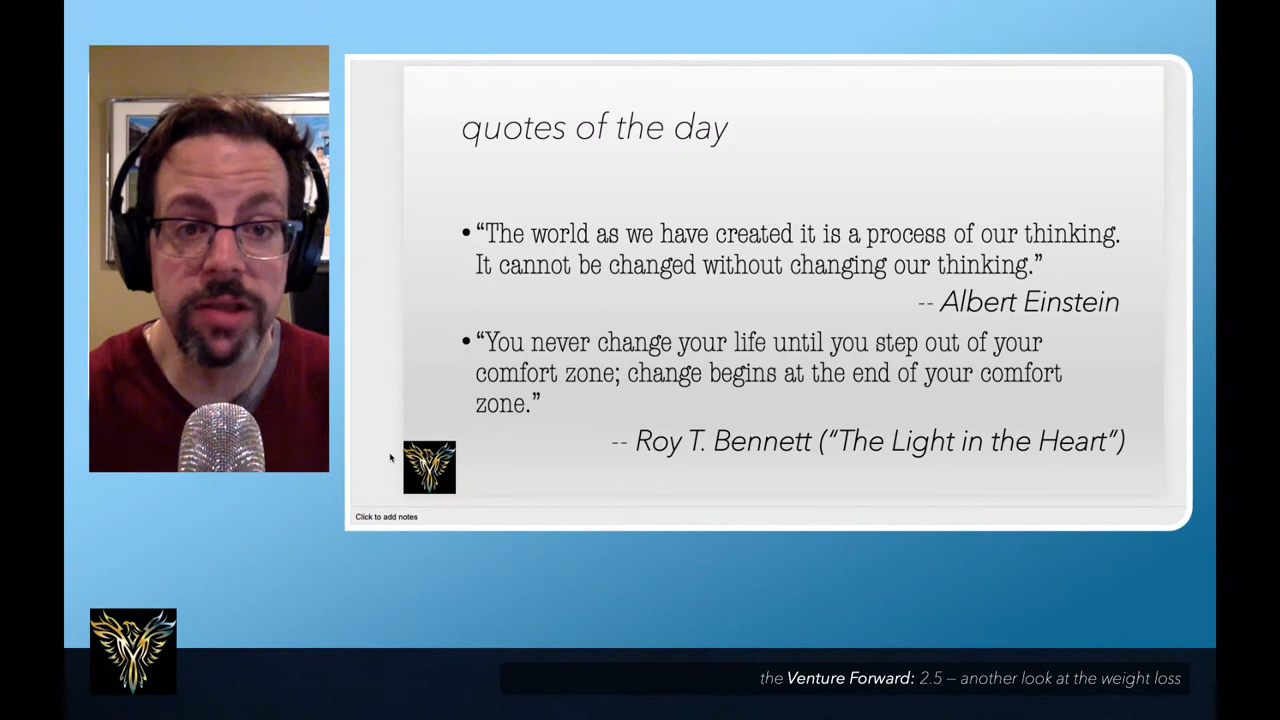 quotes of the day
• “The world as we have created it is a process of our thinking.
It cannot be changed without changing our thinking.”
-- Albert Einstein
• “You never change your life until you step out of your
comfort zone; change begins at the end of your comfort
zone.”
-- Roy T. Bennett (“The Light in the Heart”)
Click to add notes
the Venture Forward: 2.5 – another look at the weight loss